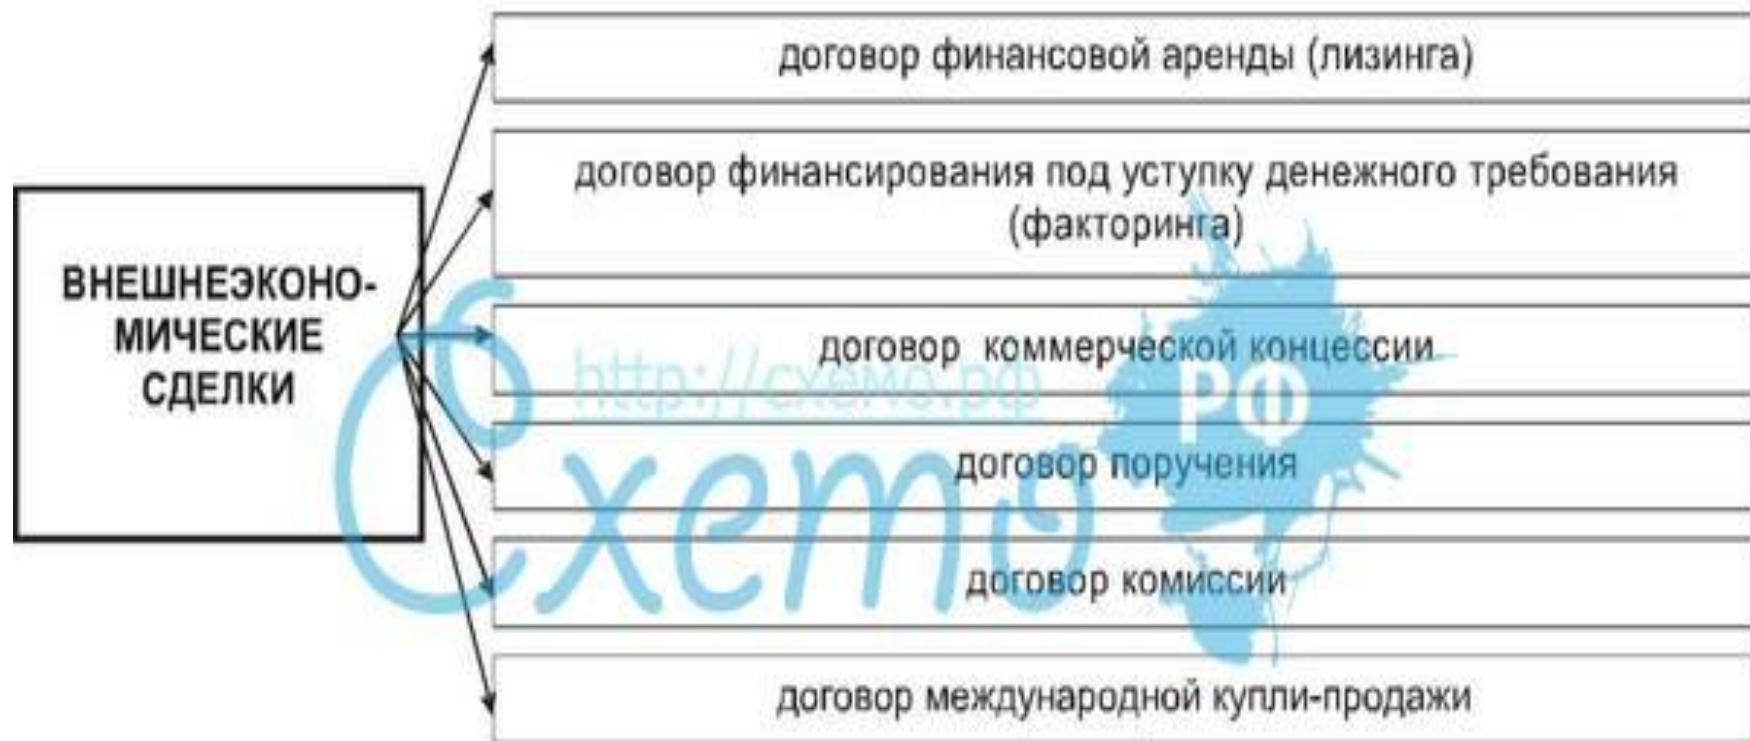 договор финансовой аренды (лизинга)
договор финансирования под уступку денежного требования
(факторинга)
ВНЕШНЕЭКОНО-
МИЧЕСКИЕ
СДЕЛКИ
договор коммерческой концессии
http://схемо.рф
РФ
Схемо
договор поручения
договор комиссии
договор международной купли-продажи